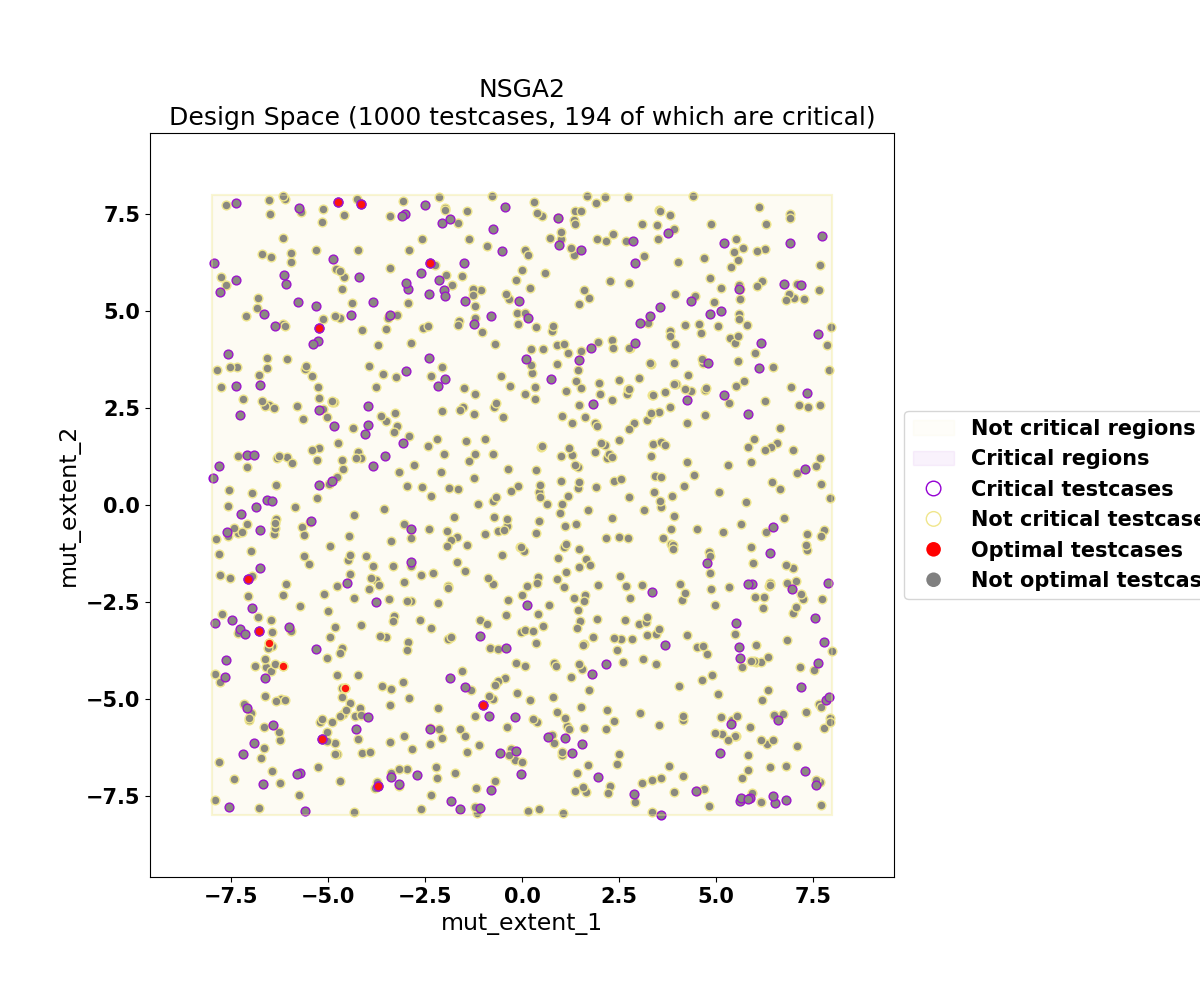 NSGA2
Design Space (1000 testcases, 194 of which are critical)
7.5
5.0
2.5
0.0
−2.5
−5.0
−7.5
mut_extent_2
−7.5 −5.0 −2.5 0.0 2.5 5.0 7.5
mut_extent_1
Not critical regions
Critical regions
Critical testcases
Not critical testcase
Optimal testcases
Not optimal testcas